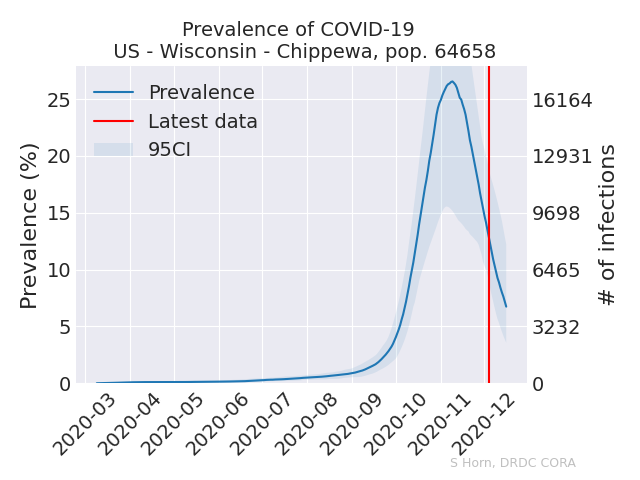 Prevalence of COVID-19
US - Wisconsin - Chippewa, pop. 64658
Prevalence
Latest data
95CI
Prevalence (%)
25
20
15
10
5
0
16164
12931
9698
6465
3232
0
# of infections
2020-03
2020-04
2020-05
2020-06
2020-07
2020-08
2020-09
2020-10
2020-11
2020-12
S Horn, DRDC CORA